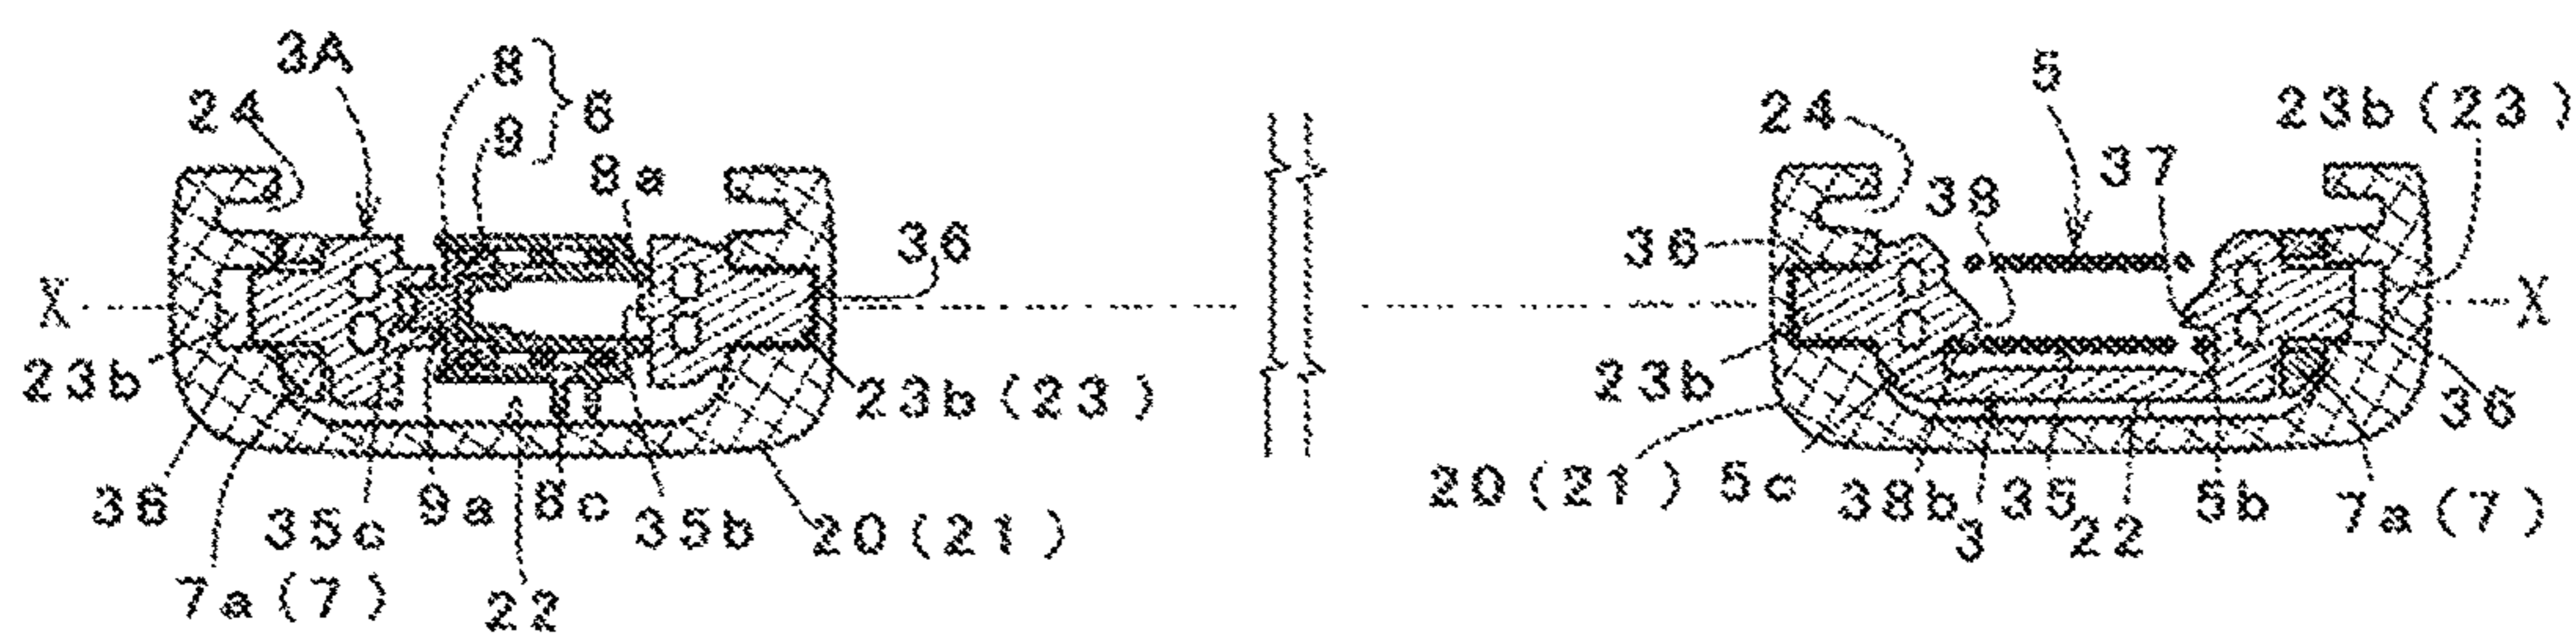 3A 8 6 5
24 9 24 23b (23)
8a 37
38
36 36
X X
23b 23b (23) 23b 36
36 35c 9a 8c 35b 20 (21) 20 (21) 5c 38b 3 35 22 5b 7a (7)
7a (7) 22